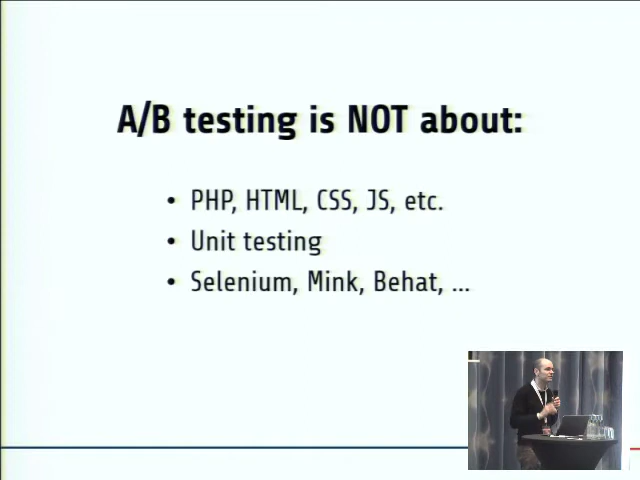 A/B testing is NOT about:
• PHP, HTML, CSS, JS, etc.
• Unit testing
• Selenium, Mink, Behat, ...